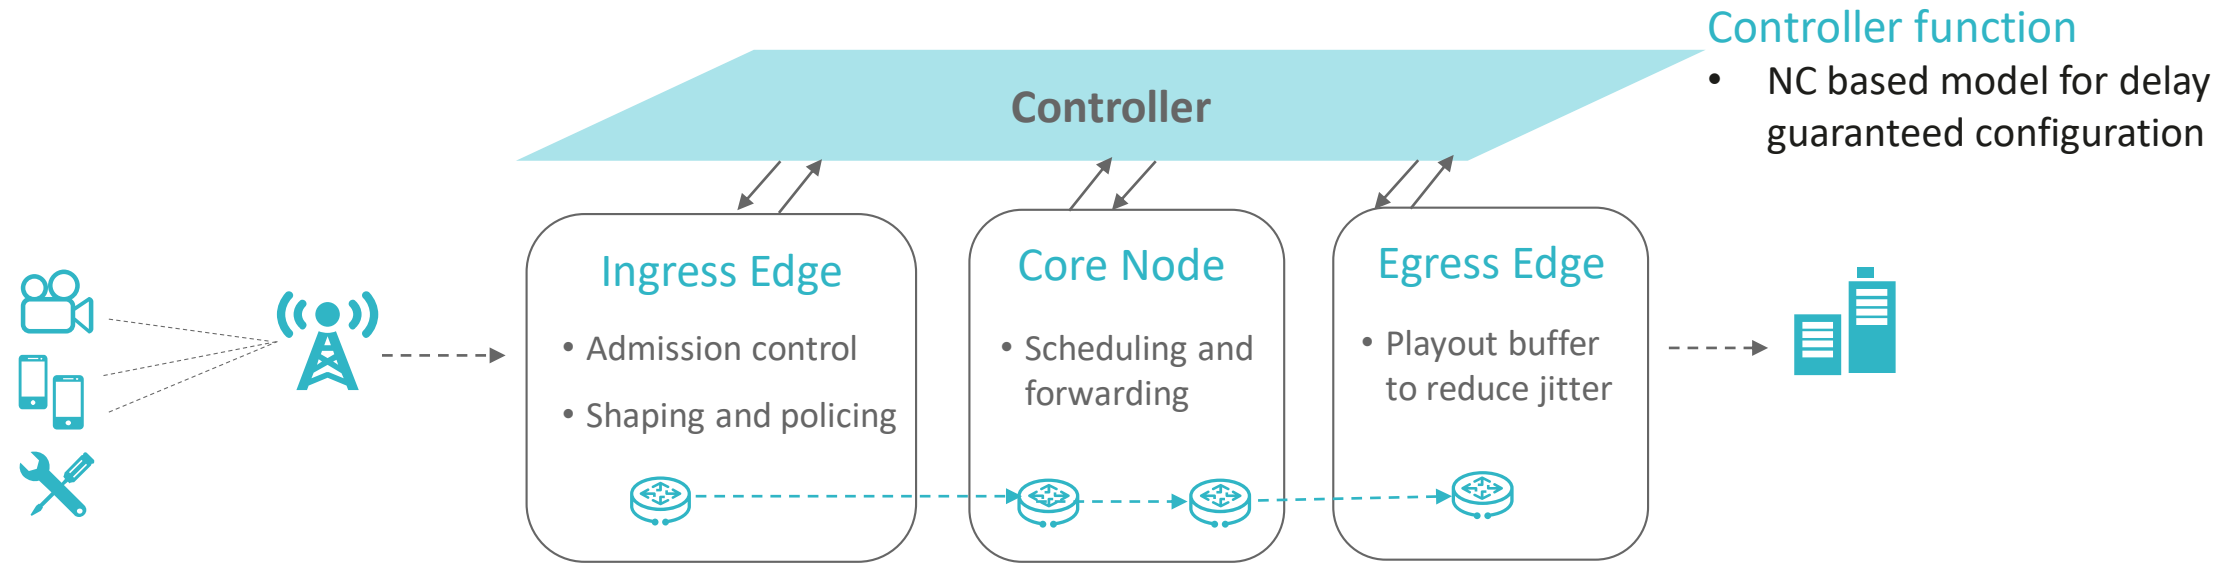 Controller function
• NC based model for delay
guaranteed configuration
Controller
Ingress Edge
• Admission control
• Shaping and policing
Core Node
• Scheduling and
forwarding
Egress Edge
• Playout buffer
to reduce jitter